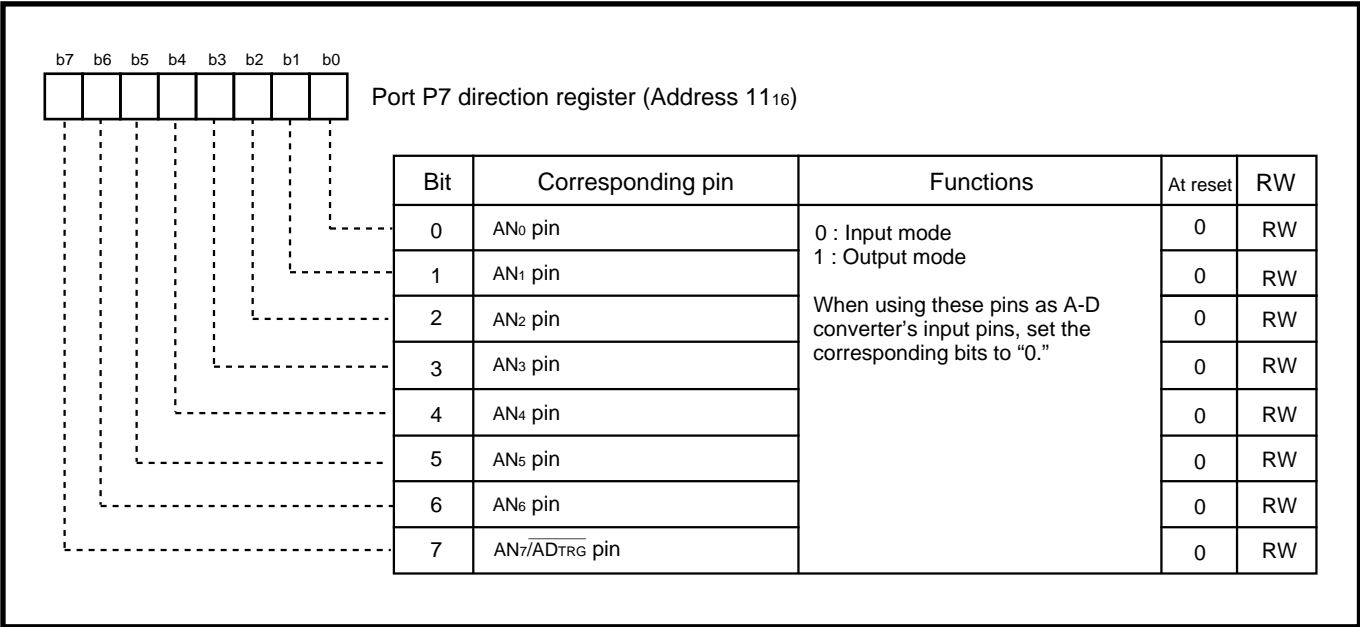 b7 b6 b5 b4 b3 b2 b1 b0
Port P7 direction register (Address 11₁₆)
Bit Corresponding pin Functions At reset RW
0 AN₀ pin 0 RW
0 : Input mode
1 : Output mode
1 AN₁ pin 0 RW
When using these pins as A-D
2 AN₂ pin 0 RW
converter’s input pins, set the
corresponding bits to “0.”
3 AN₃ pin 0 RW
4 AN₄ pin 0 RW
5 AN₅ pin 0 RW
6 AN₆ pin 0 RW
7 AN₇/ADTRG pin 0 RW